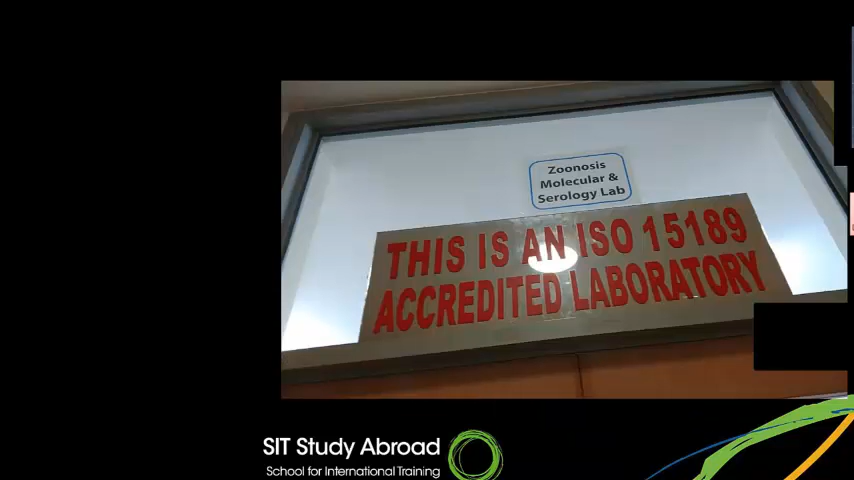 Zoonosis
Molecular &
Serology Lab
THIS IS AN ISO 15189
ACCREDITED LABORATORY
SIT Study Abroad
School for International Training